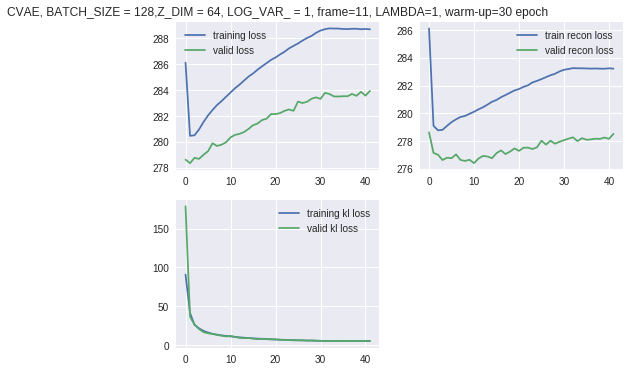 CVAE, BATCH_SIZE = 128,Z_DIM = 64, LOG_VAR_ = 1, frame=11, LAMBDA=1, warm-up=30 epoch
training loss
valid loss
288
286
284
282
280
278
0 10 20 30 40
train recon loss
valid recon loss
286
284
282
280
278
276
0 10 20 30 40
training kl loss
valid kl loss
150
100
50
0
0 10 20 30 40